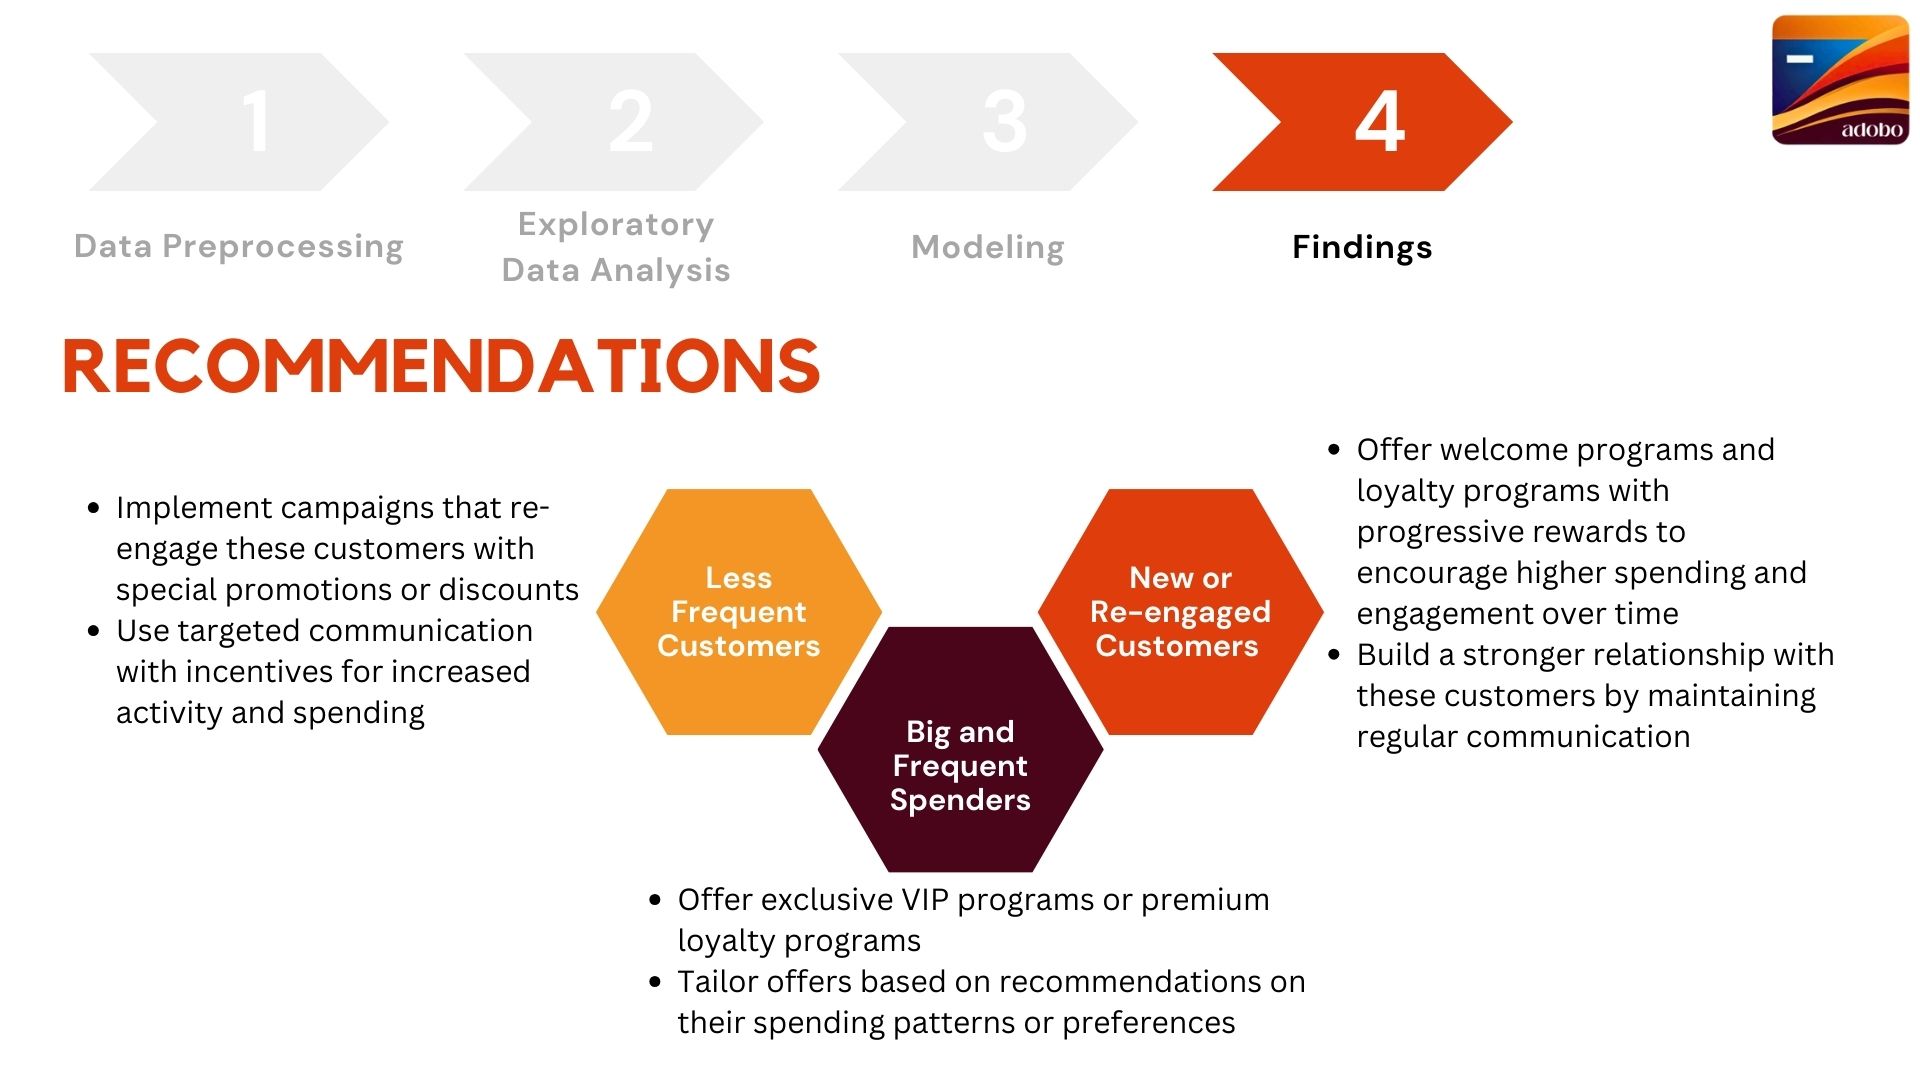 1
2
3
4
adobo
Data Preprocessing
Exploratory
Data Analysis
Modeling
Findings
RECOMMENDATIONS
• Implement campaigns that re-
engage these customers with
special promotions or discounts
• Use targeted communication
with incentives for increased
activity and spending
Less
Frequent
Customers
Big and
Frequent
Spenders
New or
Re-engaged
Customers
• Offer welcome programs and
loyalty programs with
progressive rewards to
encourage higher spending and
engagement over time
• Build a stronger relationship with
these customers by maintaining
regular communication
• Offer exclusive VIP programs or premium
loyalty programs
• Tailor offers based on recommendations on
their spending patterns or preferences